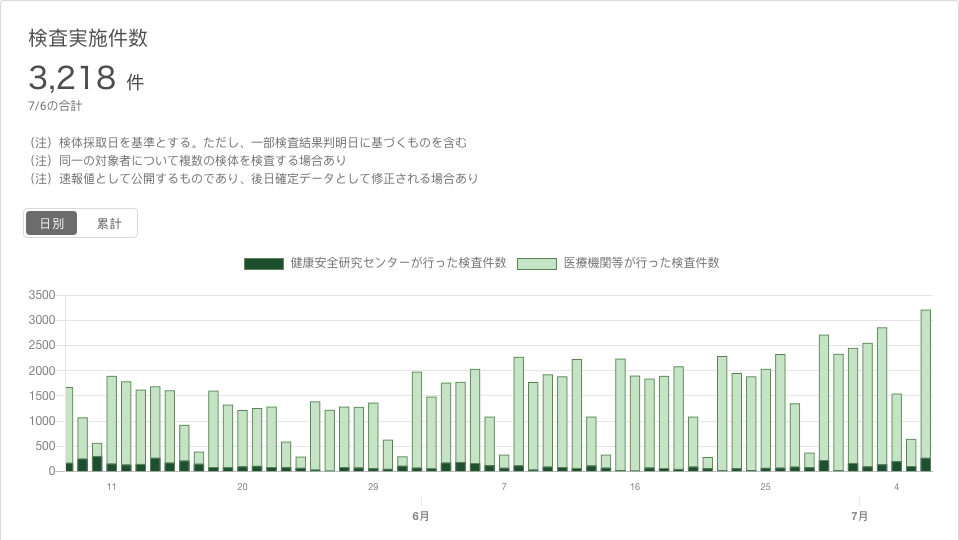 検査実施件数
3,218 件
7/6の合計
（注）検体採取日を基準とする。ただし、一部検査結果判明日に基づくものを含む
（注）同一の対象者について複数の検体を検査する場合あり
（注）速報値として公開するものであり、後日確定データとして修正される場合あり
日別 累計
健康安全研究センターが行った検査件数 医療機関等が行った検査件数
3500
3000
2500
2000
1500
1000
500
0
11 20 29 7 16 25 4
6月 7月